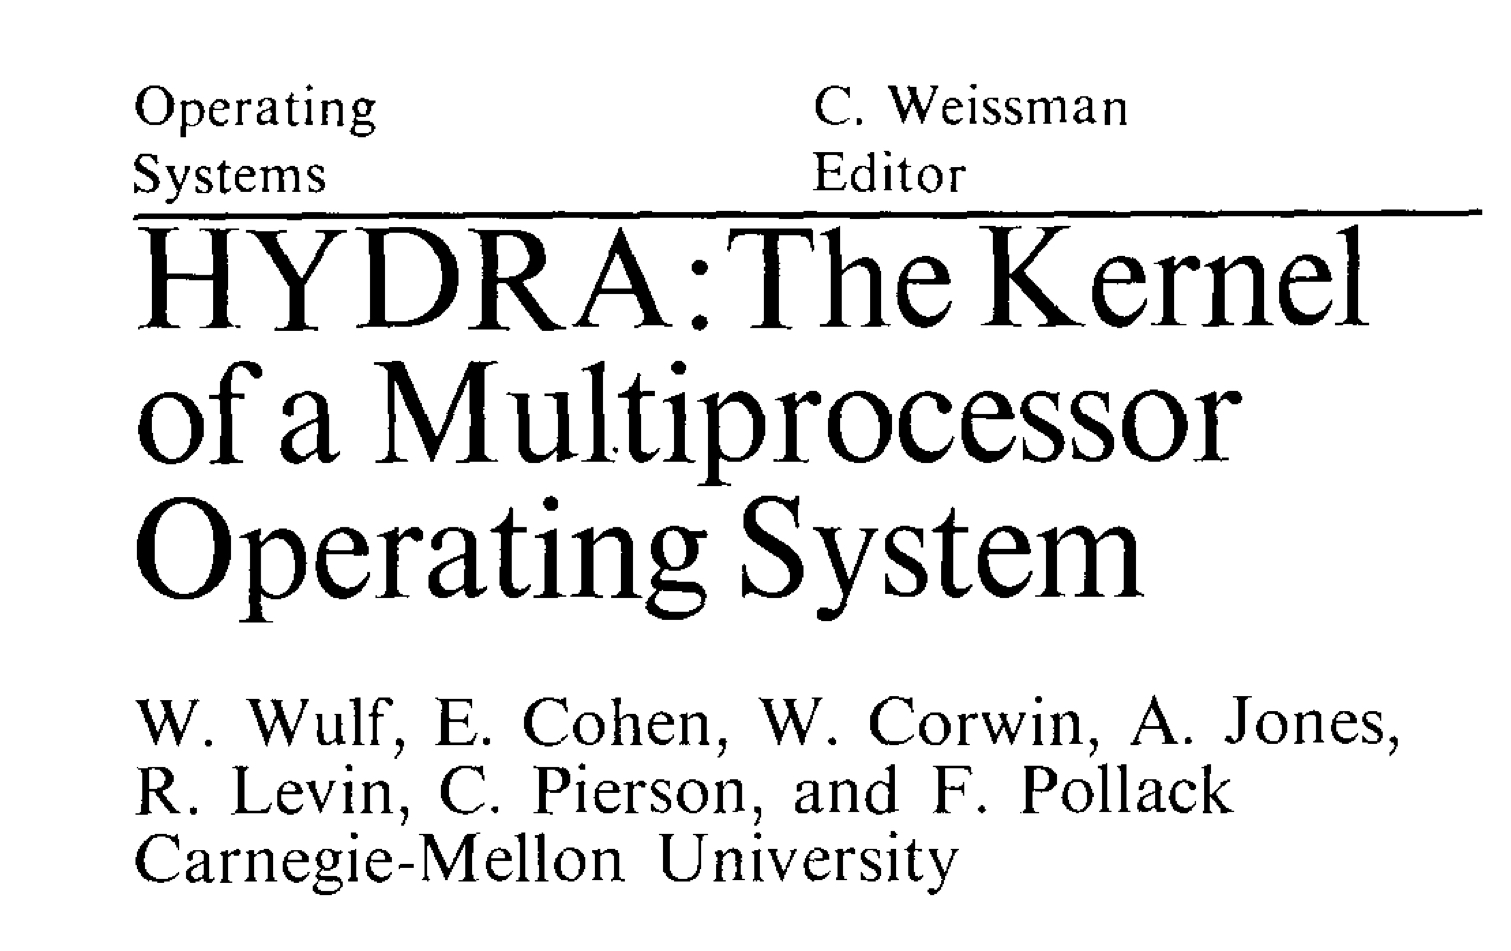 Operating
Systems
C. Weissman
Editor
HYDRA: The Kernel
of a Multiprocessor
Operating System
W. Wulf, E. Cohen, W. Corwin, A. Jones,
R. Levin, C. Pierson, and F. Pollack
Carnegie-Mellon University